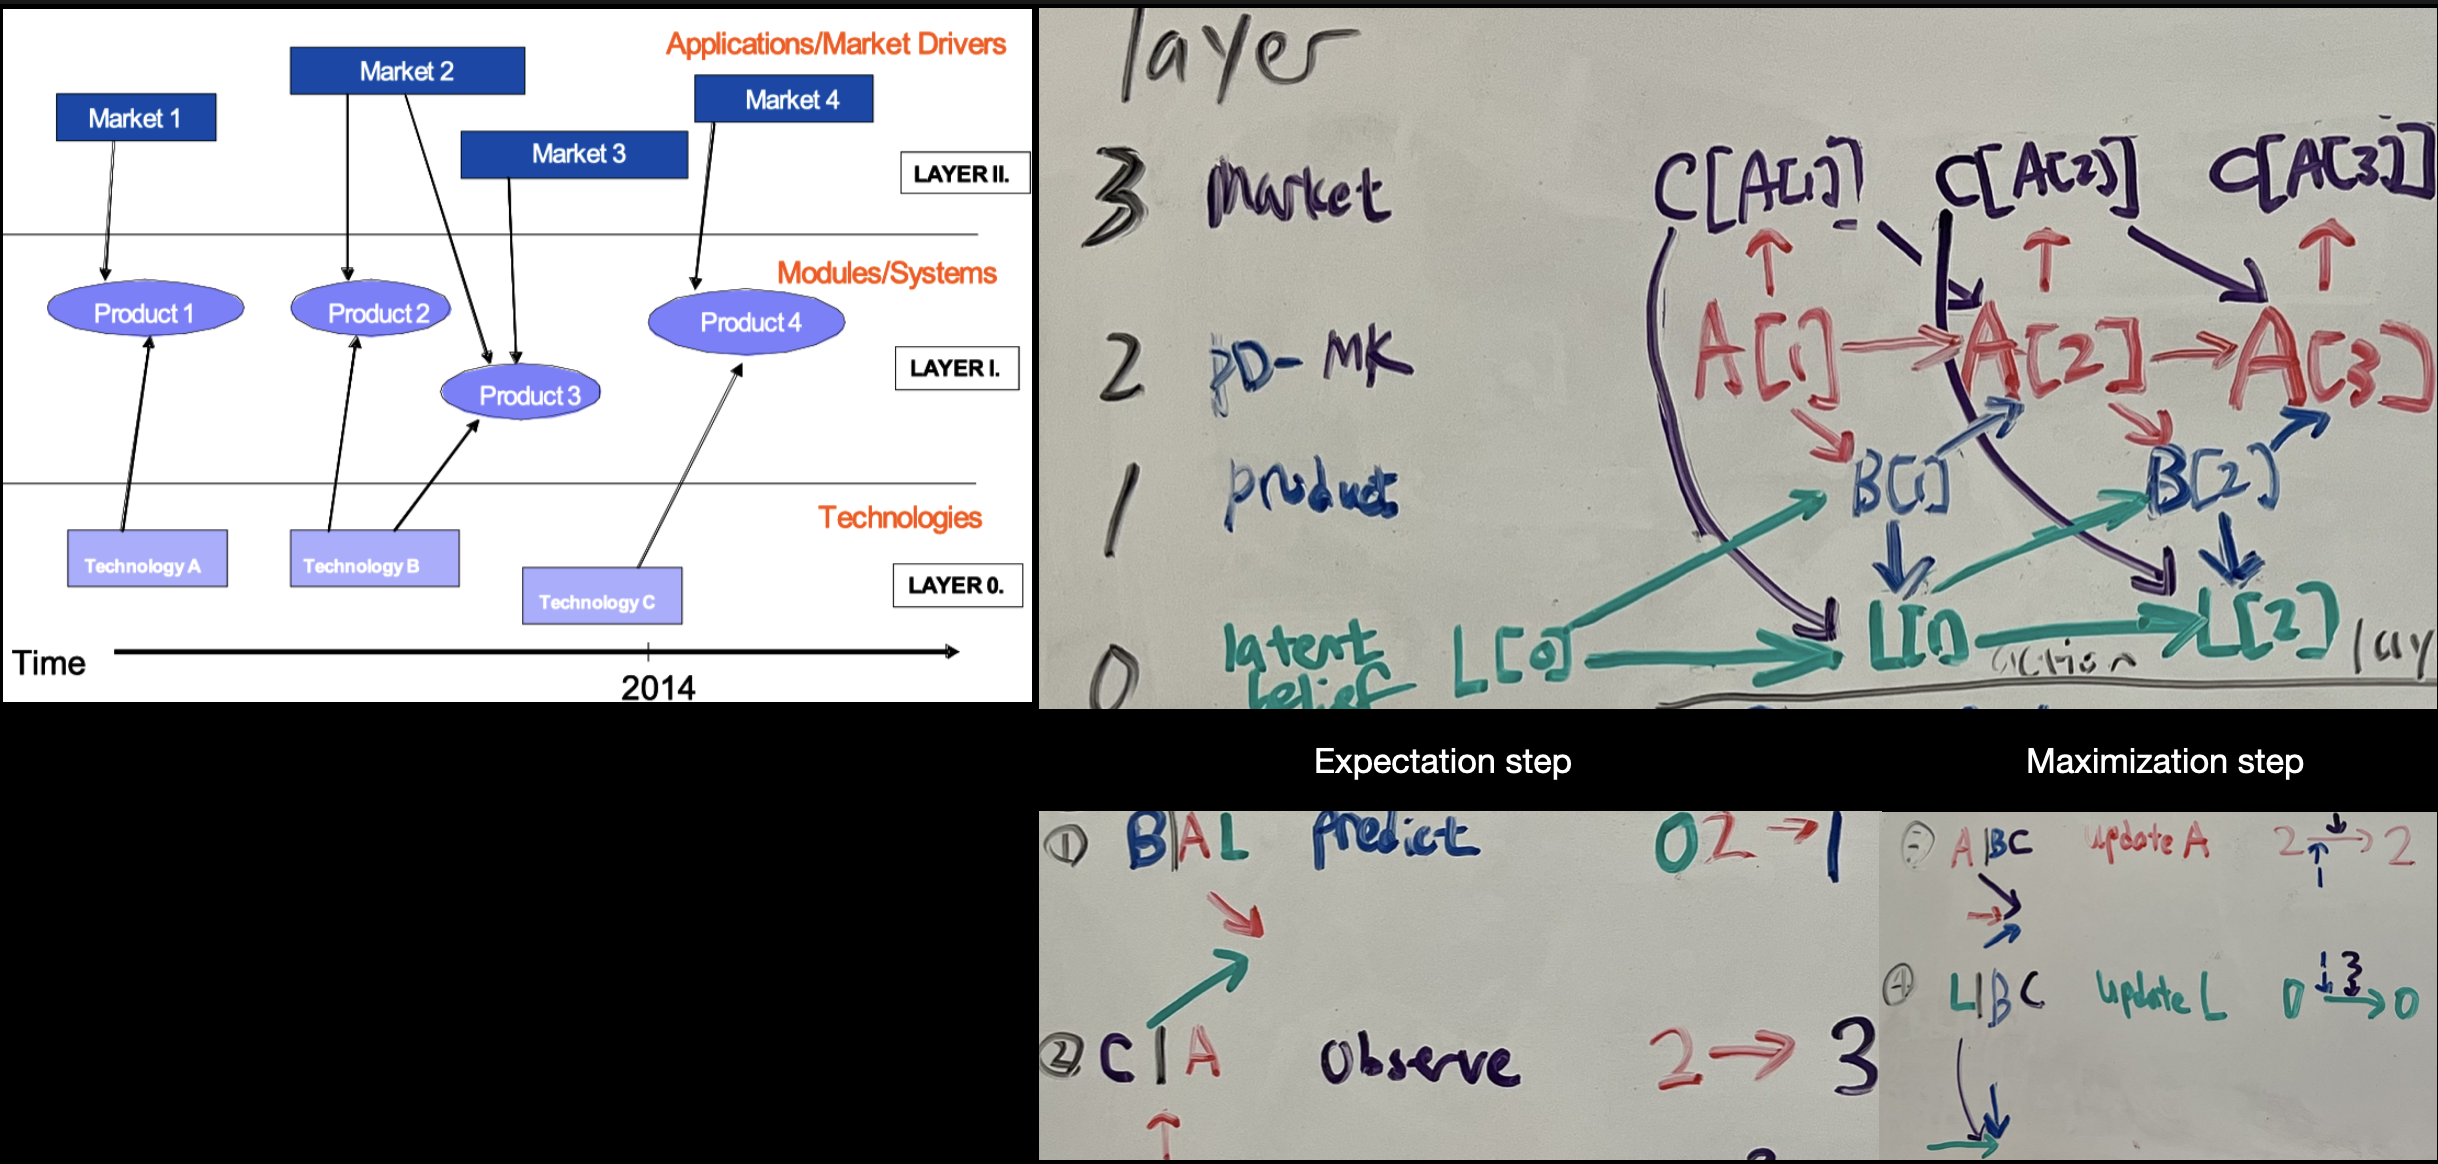 Applications/Market Drivers
Market 2
Market 4
Market 1
Market 3
LAYER II.
Modules/Systems
Product 1
Product 2
Product 4
LAYER I.
Product 3
Technologies
Technology A
Technology B
Technology C
LAYER 0.
Time
2014
layer
3 market C[A[1]] C[A[2]] C[A[3]]
2 PD-MK A[1] A[2] A[3]
1 product B[1] B[2]
0 latent belief L[0] L[1] L[2]
action
lay
Expectation step
Maximization step
① B|AL predict 02→1
② C|A Observe 2→3
A|BC update A 2→2
1
④ L|BC update L 0→0
1 3